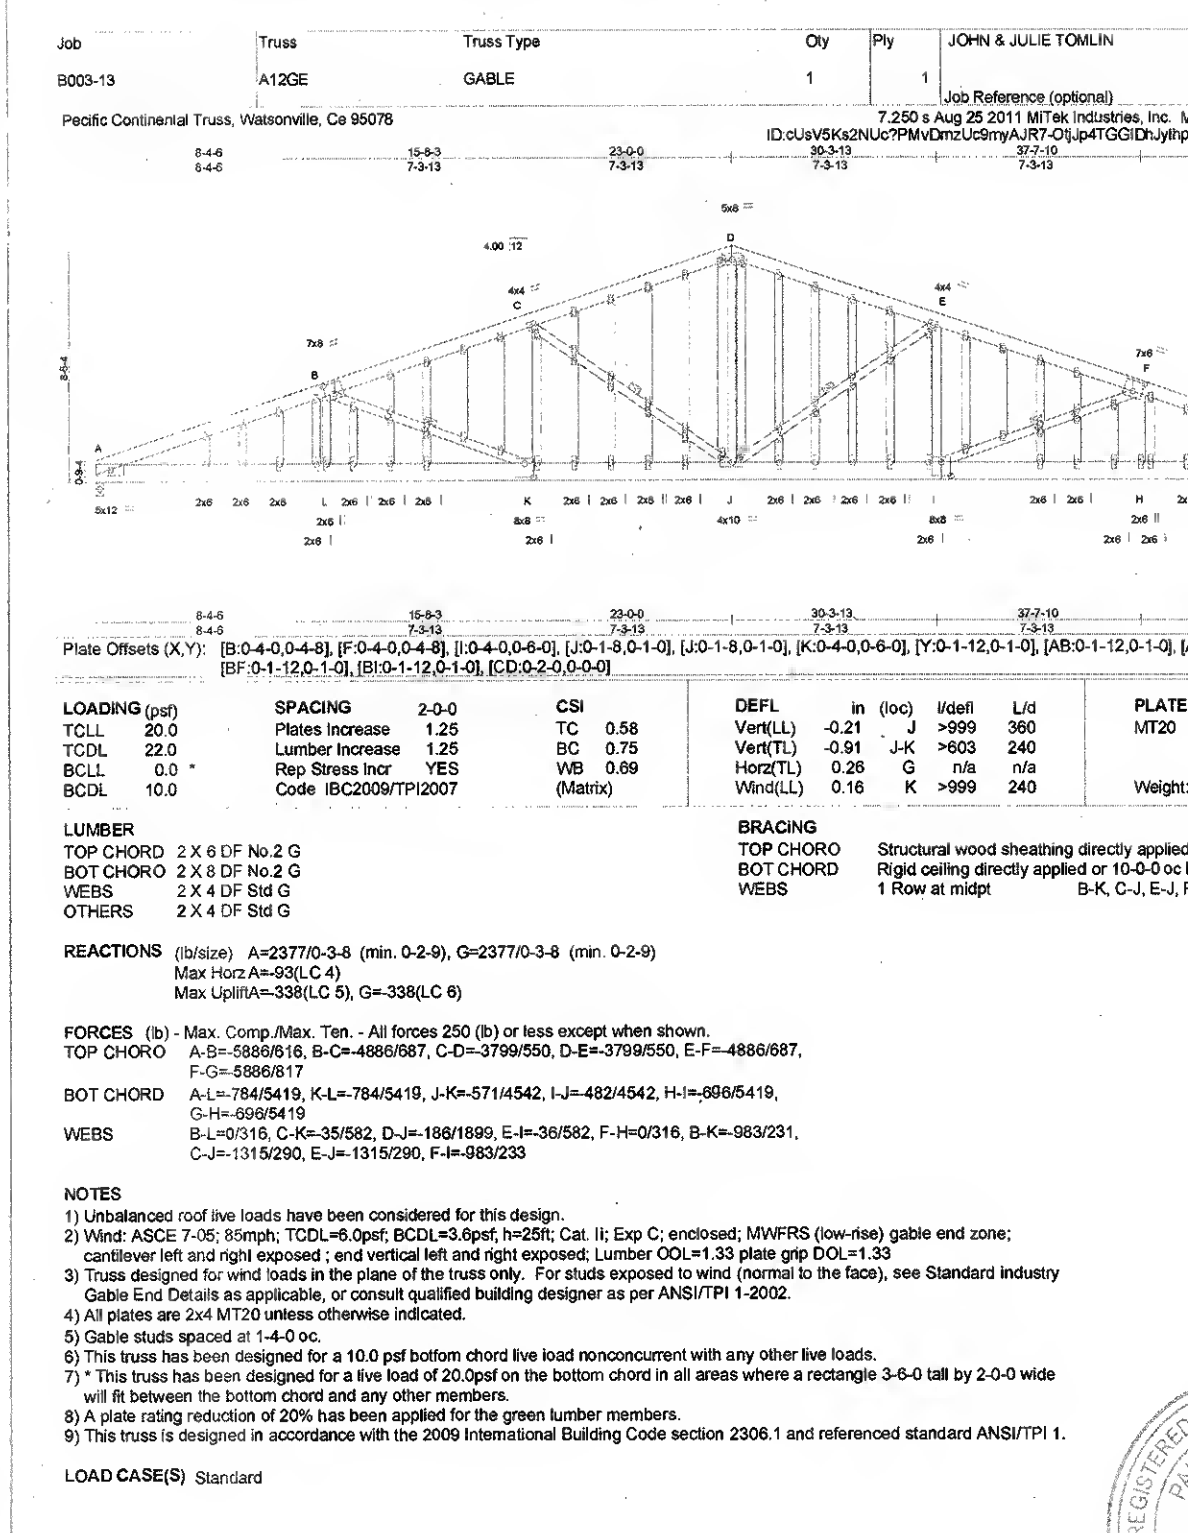 Job Truss Truss Type Qty Ply JOHN & JULIE TOMLIN
B003-13 A12GE GABLE 1 1
Job Reference (optional)
Pecific Continenlal Truss, Watsonville, Ce 95078 7.250 s Aug 25 2011 MiTek Industries, Inc. M
8-4-6 15-8-3 23-0-0 30-3-13 37-7-10
8-4-6 7-3-13 7-3-13 7-3-13 7-3-13
5x8
D
4.00 12
4x4 4x4
C E
7x8 7x6
B F
8-5-4
A
0-9-4
2x6 2x6 2x6 L 2x6 2x6 2x6 K 2x6 2x6 2x6 2x6 J 2x6 2x6 2x6 2x6 I 2x6 2x6 H
5x12 2x6 8x8 4x10 8x8 2x6
2x6 2x6 2x6 2x6 2x6
8-4-6 15-8-3 23-0-0 30-3-13 37-7-10
8-4-6 7-3-13 7-3-13 7-3-13 7-3-13
Plate Offsets (X,Y): [B:0-4-0,0-4-8], [F:0-4-0,0-4-8], [I:0-4-0,0-6-0], [J:0-1-8,0-1-0], [J:0-1-8,0-1-0], [K:0-4-0,0-6-0], [Y:0-1-12,0-1-0], [AB:0-1-12,0-1-0],
[BF:0-1-12,0-1-0], [BI:0-1-12,0-1-0], [CD:0-2-0,0-0-0]
LOADING (psf) SPACING 2-0-0 CSI DEFL in (loc) l/defl L/d PLATE
TCLL 20.0 Plates Increase 1.25 TC 0.58 Vert(LL) -0.21 J >999 360 MT20
TCDL 22.0 Lumber Increase 1.25 BC 0.75 Vert(TL) -0.91 J-K >603 240
BCLL 0.0 * Rep Stress Incr YES WB 0.69 Horz(TL) 0.26 G n/a n/a
BCDL 10.0 Code IBC2009/TPI2007 (Matrix) Wind(LL) 0.16 K >999 240 Weight:
LUMBER BRACING
TOP CHORD 2 X 6 DF No.2 G TOP CHORO Structural wood sheathing directly applied
BOT CHORO 2 X 8 DF No.2 G BOT CHORD Rigid ceiling directly applied or 10-0-0 oc
WEBS 2 X 4 DF Std G WEBS 1 Row at midpt B-K, C-J, E-J, F
OTHERS 2 X 4 DF Std G
REACTIONS (lb/size) A=2377/0-3-8 (min. 0-2-9), G=2377/0-3-8 (min. 0-2-9)
Max Horz A=-93(LC 4)
Max UpliftA=-338(LC 5), G=-338(LC 6)
FORCES (lb) - Max. Comp./Max. Ten. - All forces 250 (lb) or less except when shown.
TOP CHORO A-B=-5886/616, B-C=-4886/687, C-D=-3799/550, D-E=-3799/550, E-F=-4886/687,
F-G=-5886/817
BOT CHORD A-L=-784/5419, K-L=-784/5419, J-K=-571/4542, I-J=-482/4542, H-I=-696/5419,
G-H=-696/5419
WEBS B-L=0/316, C-K=-35/582, D-J=-186/1899, E-I=-36/582, F-H=0/316, B-K=-983/231,
C-J=-1315/290, E-J=-1315/290, F-I=-983/233
NOTES
1) Unbalanced roof live loads have been considered for this design.
2) Wind: ASCE 7-05; 85mph; TCDL=6.0psf; BCDL=3.6psf; h=25ft; Cat. Ii; Exp C; enclosed; MWFRS (low-rise) gable end zone;
cantilever left and right exposed ; end vertical left and right exposed; Lumber OOL=1.33 plate grip DOL=1.33
3) Truss designed for wind loads in the plane of the truss only. For studs exposed to wind (normal to the face), see Standard industry
Gable End Details as applicable, or consult qualified building designer as per ANSI/TPI 1-2002.
4) All plates are 2x4 MT20 unless otherwise indicated.
5) Gable studs spaced at 1-4-0 oc.
6) This truss has been designed for a 10.0 psf bottom chord live load nonconcurrent with any other live loads.
7) * This truss has been designed for a live load of 20.0psf on the bottom chord in all areas where a rectangle 3-6-0 tall by 2-0-0 wide
will fit between the bottom chord and any other members.
8) A plate rating reduction of 20% has been applied for the green lumber members.
9) This truss is designed in accordance with the 2009 International Building Code section 2306.1 and referenced standard ANSI/TPI 1.
LOAD CASE(S) Standard
REGISTERED